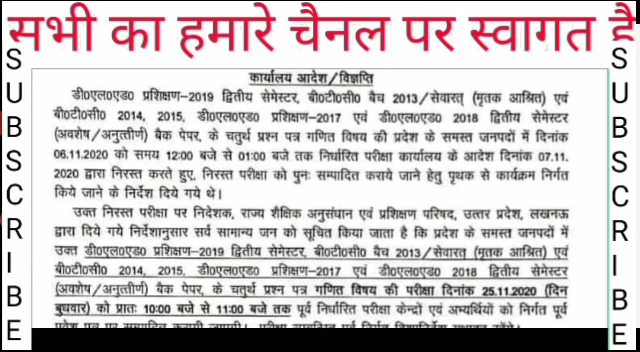 सभी का हमारे चैनल पर स्वागत है
SUBSCRIBE
SUBSCRIBE
कार्यालय आदेश/विज्ञप्ति
डी०एल०एड० प्रशिक्षण–2019 द्वितीय सेमेस्टर, बी०टी०सी० बैच 2013/सेवारत् (मृतक आश्रित) एवं
बी०टी०सी० 2014, 2015, डी०एल०एड० प्रशिक्षण–2017 एवं डी०एल०एड० 2018 द्वितीय सेमेस्टर
(अवशेष/अनुत्तीर्ण) बैक पेपर, के चतुर्थ प्रश्न पत्र गणित विषय की प्रदेश के समस्त जनपदों में दिनांक
06.11.2020 को समय 12:00 बजे से 01:00 बजे तक निर्धारित परीक्षा कार्यालय के आदेश दिनांक 07.11.
2020 द्वारा निरस्त करते हुए, निरस्त परीक्षा को पुनः सम्पादित कराये जाने हेतु पृथक से कार्यक्रम निर्गत
किये जाने के निर्देश दिये गये थे।
उक्त निरस्त परीक्षा पर निदेशक, राज्य शैक्षिक अनुसंधान एवं प्रशिक्षण परिषद, उत्तर प्रदेश, लखनऊ
द्वारा दिये गये निर्देशानुसार सर्व सामान्य जन को सूचित किया जाता है कि प्रदेश के समस्त जनपदों में
उक्त डी०एल०एड० प्रशिक्षण–2019 द्वितीय सेमेस्टर, बी०टी०सी० बैच 2013/सेवारत् (मृतक आश्रित) एवं
बी०टी०सी० 2014, 2015, डी०एल०एड० प्रशिक्षण–2017 एवं डी०एल०एड० 2018 द्वितीय सेमेस्टर
(अवशेष/अनुत्तीर्ण) बैक पेपर, के चतुर्थ प्रश्न पत्र गणित विषय की परीक्षा दिनांक 25.11.2020 (दिन
बुधवार) को प्रातः 10:00 बजे से 11:00 बजे तक पूर्व निर्धारित परीक्षा केन्द्रों एवं अभ्यर्थियों को निर्गत पूर्व